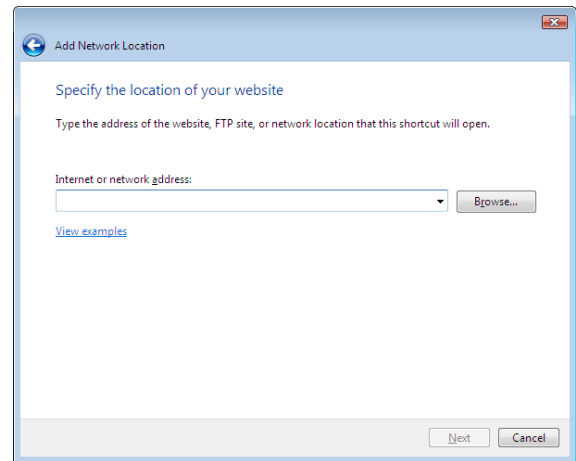 Add Network Location
Specify the location of your website
Type the address of the website, FTP site, or network location that this shortcut will open.
Internet or network address:
Browse...
View examples
Next
Cancel